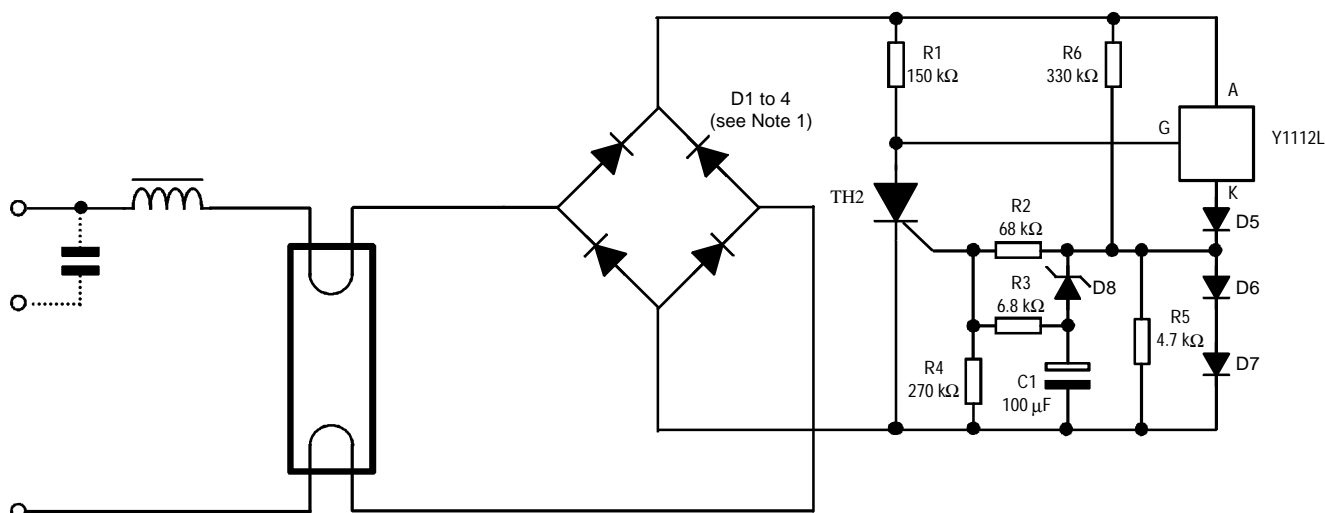 R1
150 kΩ
R6
330 kΩ
D1 to 4
(see Note 1)
A
G
Y1112L
K
TH2
R2
68 kΩ
D5
D8
D6
R3
6.8 kΩ
R5
4.7 kΩ
D7
R4
270 kΩ
C1
100 µF